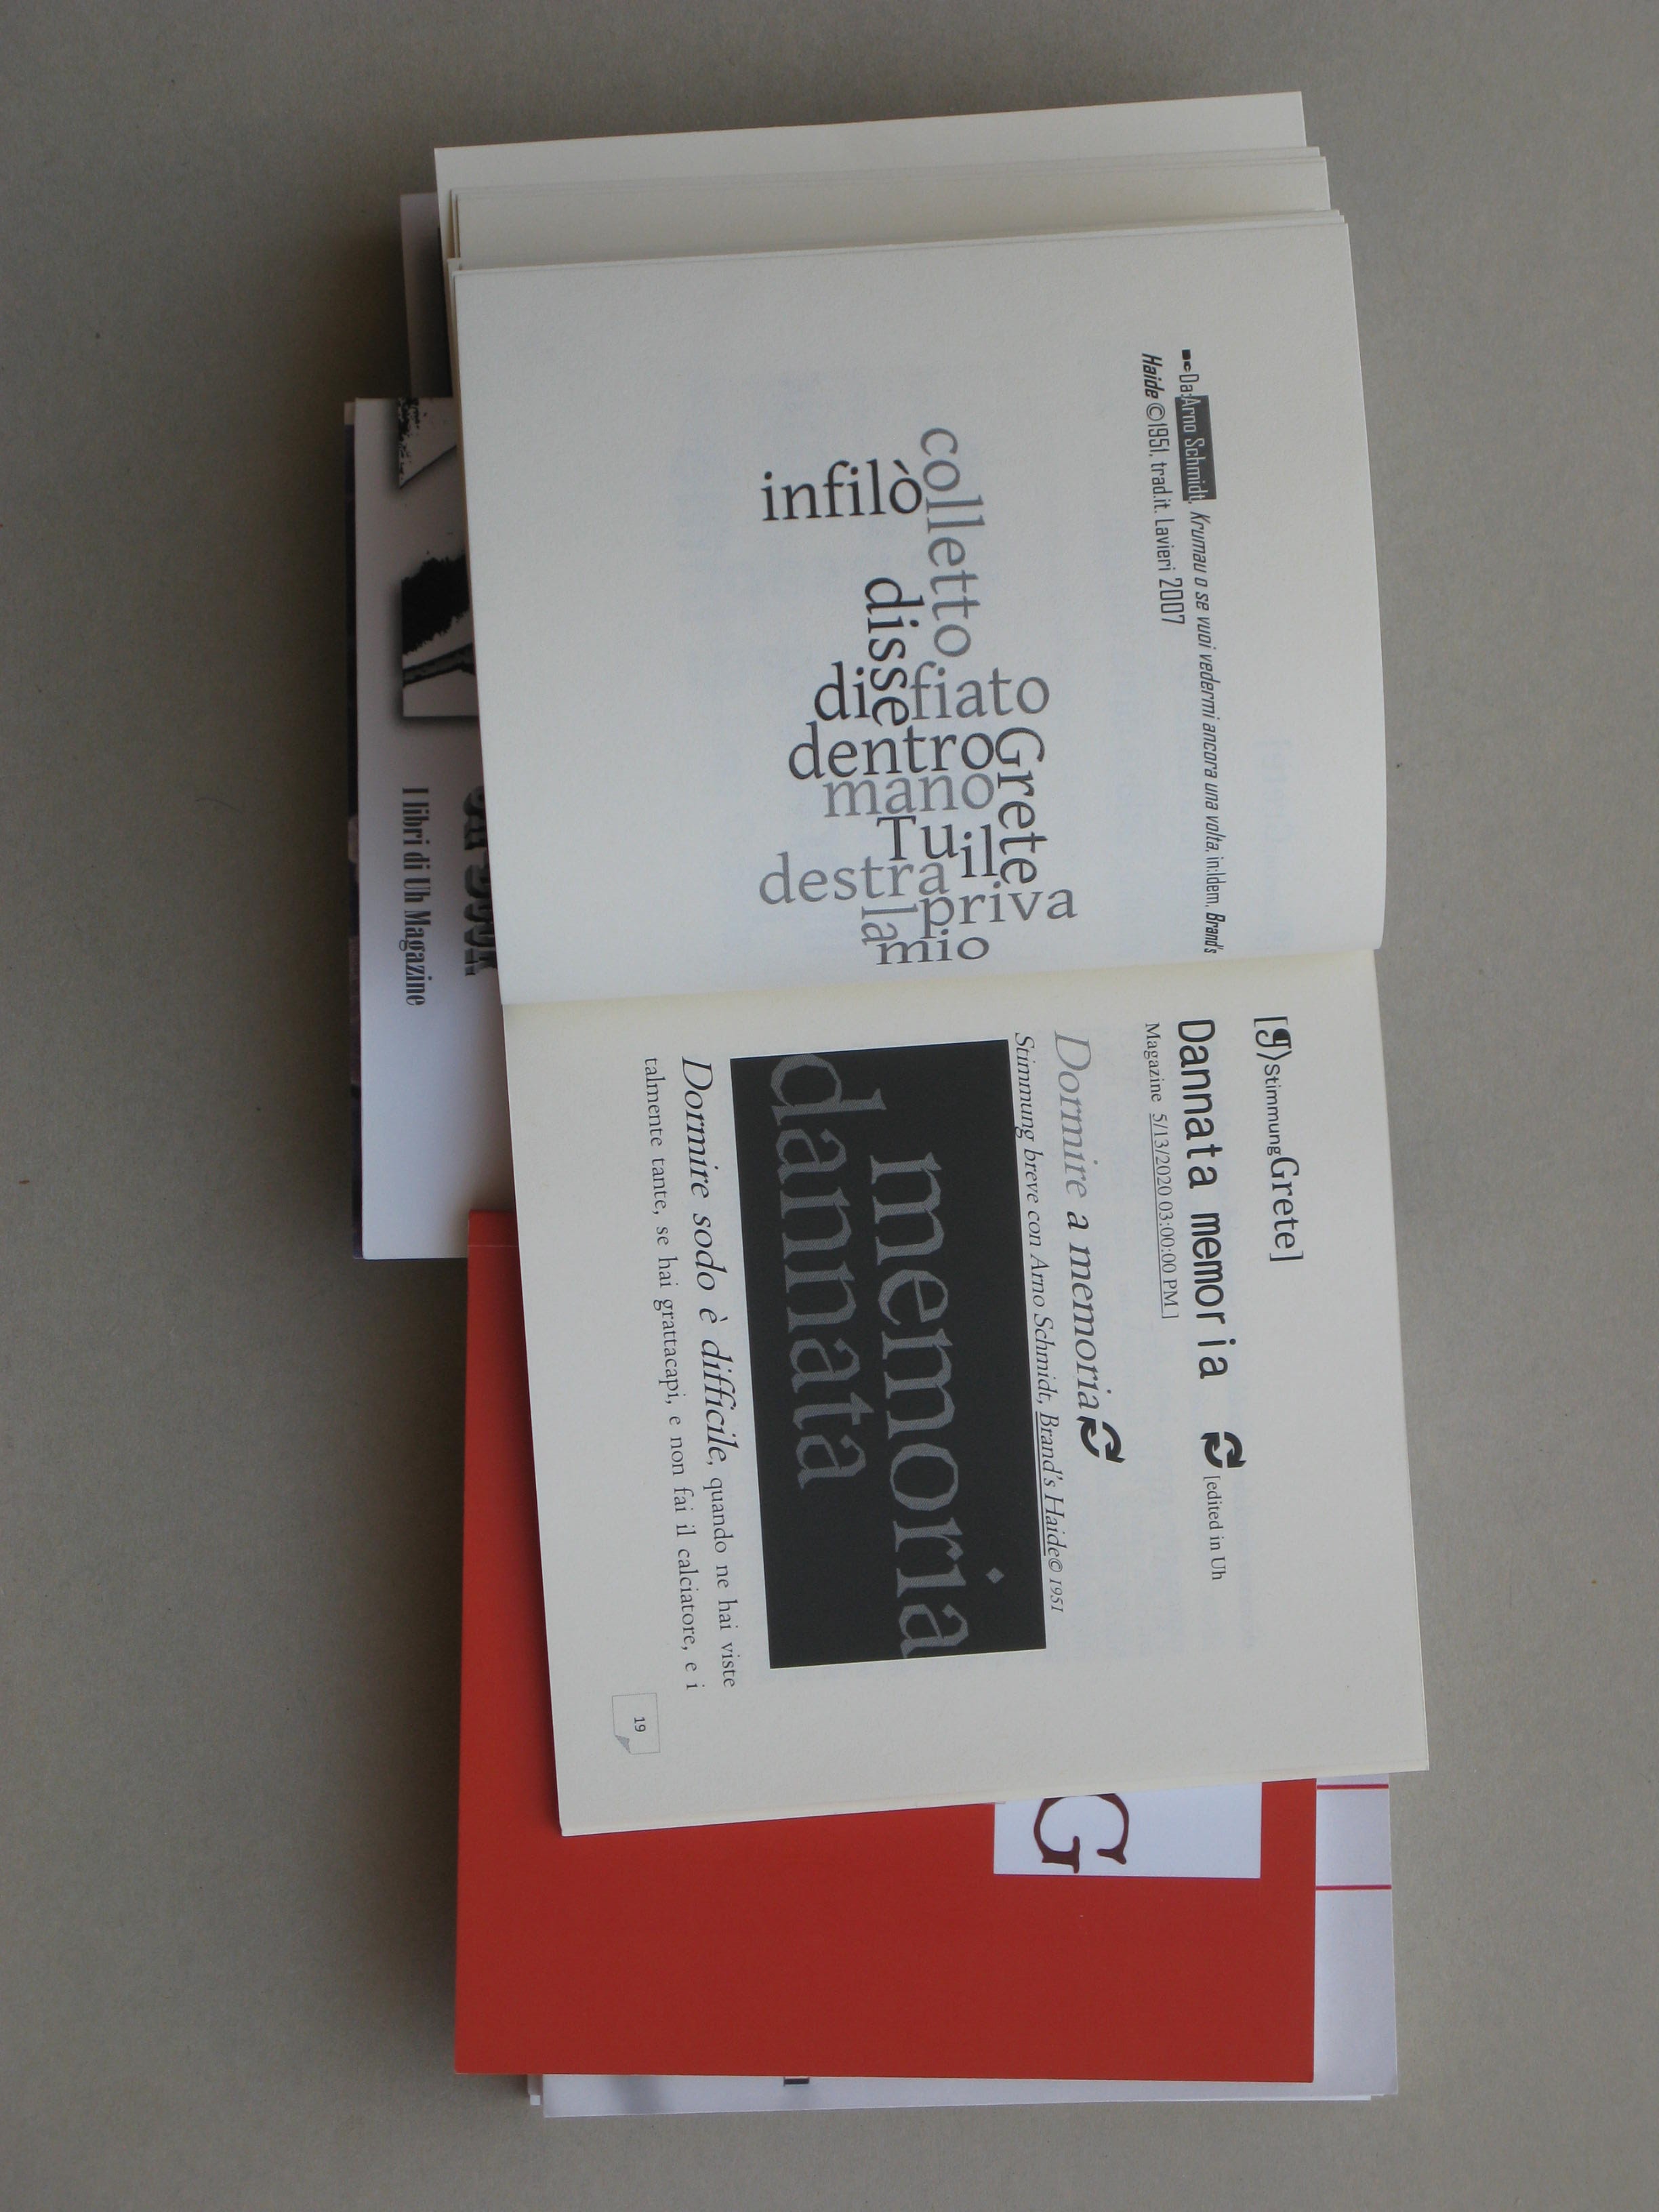 Da:Arno Schmidt, Krumau o se vuoi vedermi ancora una volta, in:Idem, Brand's
Haide ©1951, trad.it. Lavieri 2007
colletto
infilò
disse
di fiato
dentro Grete
mano
Tu il
destra
priva
la
mio
[¶)StimmungGrete]
Dannata memoria [edited in Uh
Magazine 5/13/2020 03:00:00 PM ]
Dormire a memoria
Stimmung breve con Arno Schmidt, Brand's Haide© 1951
memoria
dannata
Dormire sodo è difficile, quando ne hai viste
talmente tante, se hai grattacapi, e non fai il calciatore, e i
19
I libri di Uh Magazine
G